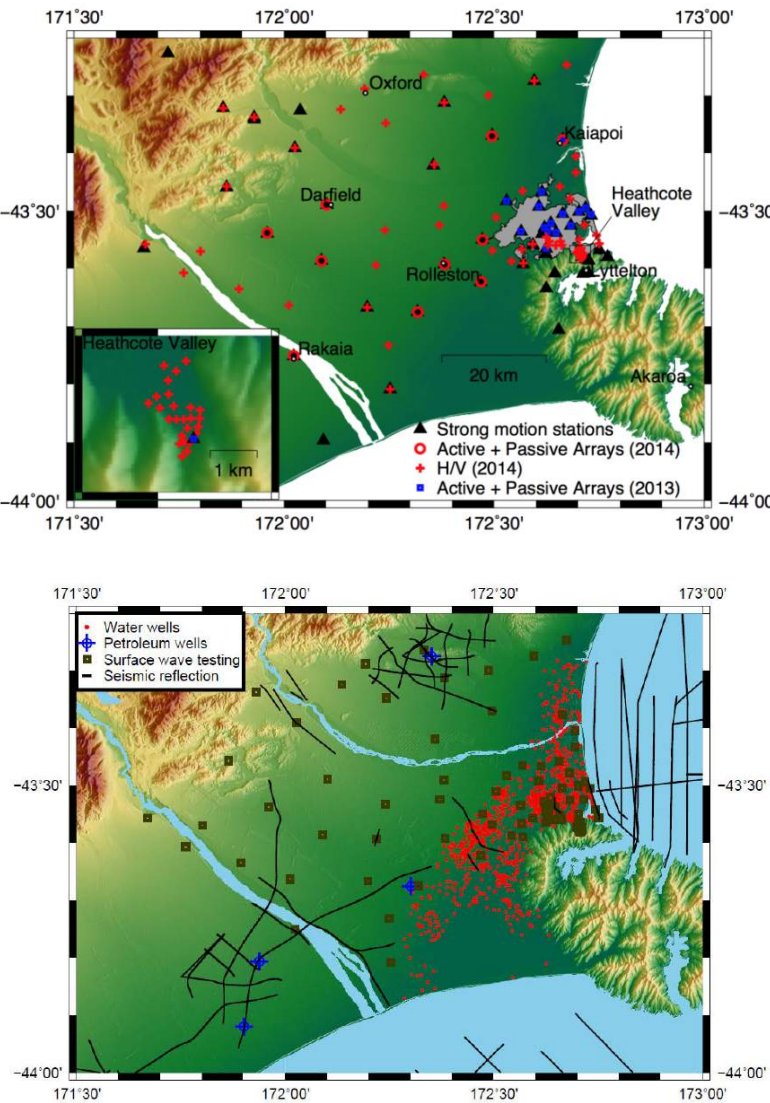 171°30' 172°00' 172°30' 173°00'
Oxford
Kaiapoi
Darfield
−43°30' −43°30'
Heathcote
Valley
Rolleston
Lyttelton
Rakaia
Akaroa
20 km
Heathcote Valley
1 km
Strong motion stations
Active + Passive Arrays (2014)
H/V (2014)
Active + Passive Arrays (2013)
−44°00' −44°00'
171°30' 172°00' 172°30' 173°00'
171°30' 172°00' 172°30' 173°00'
Water wells
Petroleum wells
Surface wave testing
Seismic reflection
−43°30' −43°30'
−44°00' −44°00'
171°30' 172°00' 172°30' 173°00'